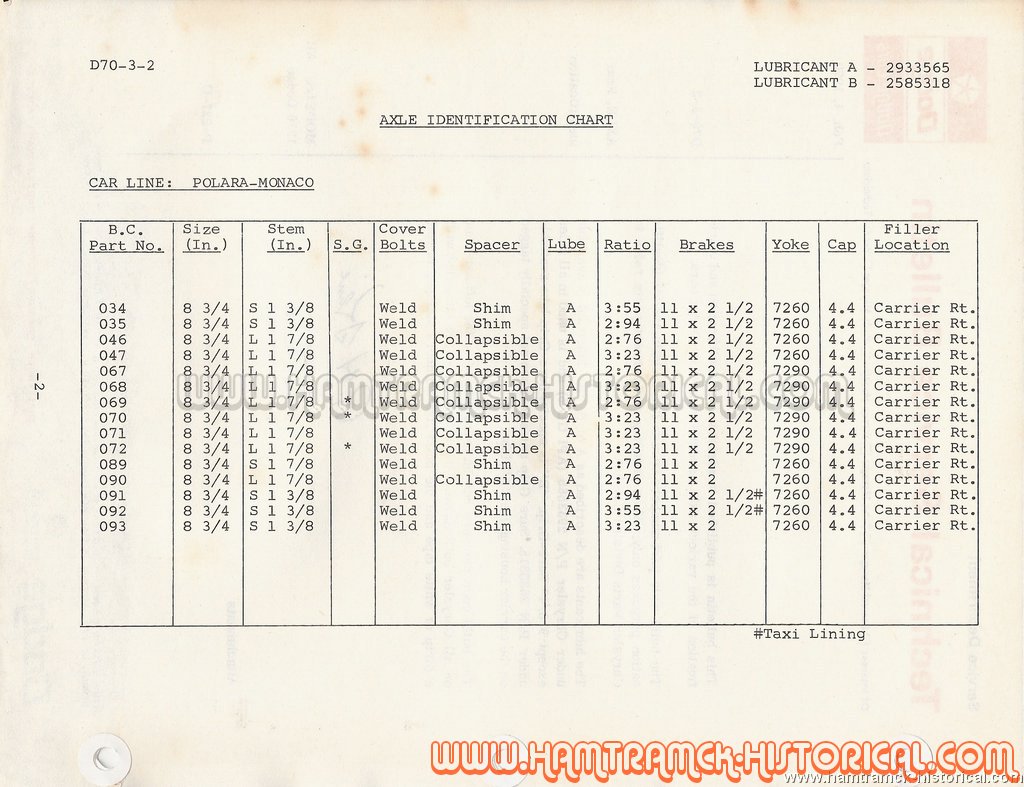 D70-3-2
LUBRICANT A - 2933565
LUBRICANT B - 2585318
AXLE IDENTIFICATION CHART
CAR LINE: POLARA-MONACO
B.C. Size Stem Cover Filler
Part No. (In.) (In.) S.G. Bolts Spacer Lube Ratio Brakes Yoke Cap Location
034 8 3/4 S 1 3/8 Weld Shim A 3:55 11 x 2 1/2 7260 4.4 Carrier Rt.
035 8 3/4 S 1 3/8 Weld Shim A 2:94 11 x 2 1/2 7260 4.4 Carrier Rt.
046 8 3/4 L 1 7/8 Weld Collapsible A 2:76 11 x 2 1/2 7260 4.4 Carrier Rt.
047 8 3/4 L 1 7/8 Weld Collapsible A 3:23 11 x 2 1/2 7260 4.4 Carrier Rt.
067 8 3/4 L 1 7/8 Weld Collapsible A 2:76 11 x 2 1/2 7290 4.4 Carrier Rt.
068 8 3/4 L 1 7/8 Weld Collapsible A 3:23 11 x 2 1/2 7290 4.4 Carrier Rt.
069 8 3/4 L 1 7/8 * Weld Collapsible A 2:76 11 x 2 1/2 7290 4.4 Carrier Rt.
070 8 3/4 L 1 7/8 * Weld Collapsible A 3:23 11 x 2 1/2 7290 4.4 Carrier Rt.
071 8 3/4 L 1 7/8 Weld Collapsible A 3:23 11 x 2 1/2 7290 4.4 Carrier Rt.
072 8 3/4 L 1 7/8 * Weld Collapsible A 3:23 11 x 2 1/2 7290 4.4 Carrier Rt.
089 8 3/4 S 1 7/8 Weld Shim A 2:76 11 x 2 7260 4.4 Carrier Rt.
090 8 3/4 L 1 7/8 Weld Collapsible A 2:76 11 x 2 7260 4.4 Carrier Rt.
091 8 3/4 S 1 3/8 Weld Shim A 2:94 11 x 2 1/2# 7260 4.4 Carrier Rt.
092 8 3/4 S 1 3/8 Weld Shim A 3:55 11 x 2 1/2# 7260 4.4 Carrier Rt.
093 8 3/4 S 1 3/8 Weld Shim A 3:23 11 x 2 7260 4.4 Carrier Rt.
#Taxi Lining
-2-
www.Hamtramck-Historical.com
www.Hamtramck-Historical.com
www.hamtramck-historical.com